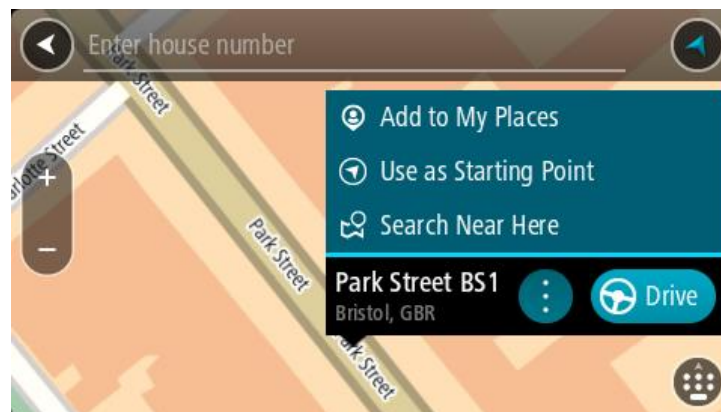 Enter house number
Park Street
arlotte Street
+
Add to My Places
Use as Starting Point
Search Near Here
−
Park Street
Park Street BS1
Bristol, GBR
Drive
Park Street